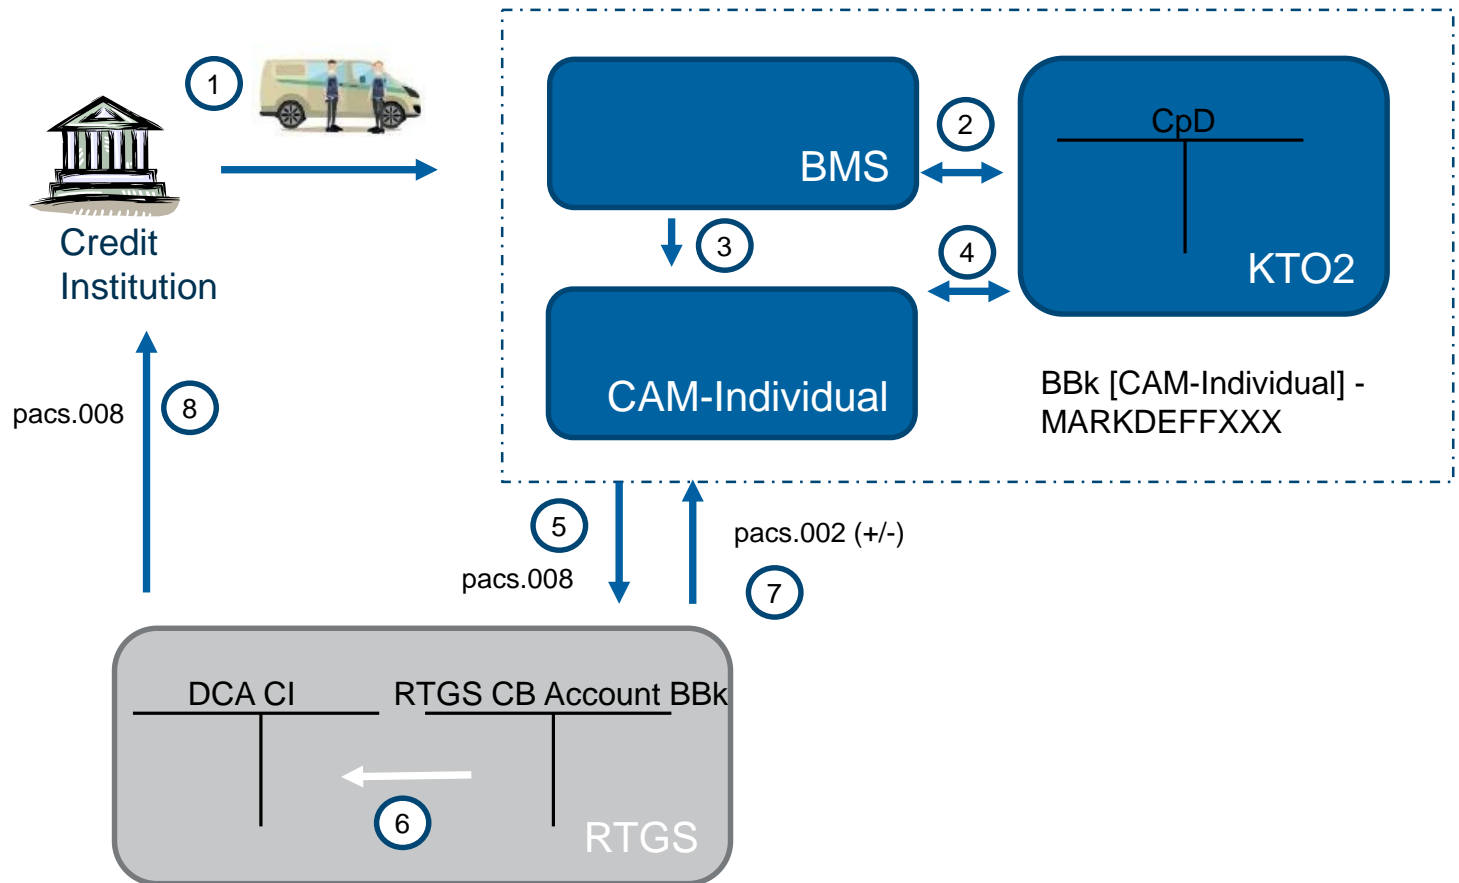 1
BMS
2
CpD
KTO2
Credit
Institution
3
4
CAM-Individual
BBk [CAM-Individual] -
MARKDEFFXXX
pacs.008
8
5
pacs.008
pacs.002 (+/-)
7
DCA CI
RTGS CB Account BBk
6
RTGS